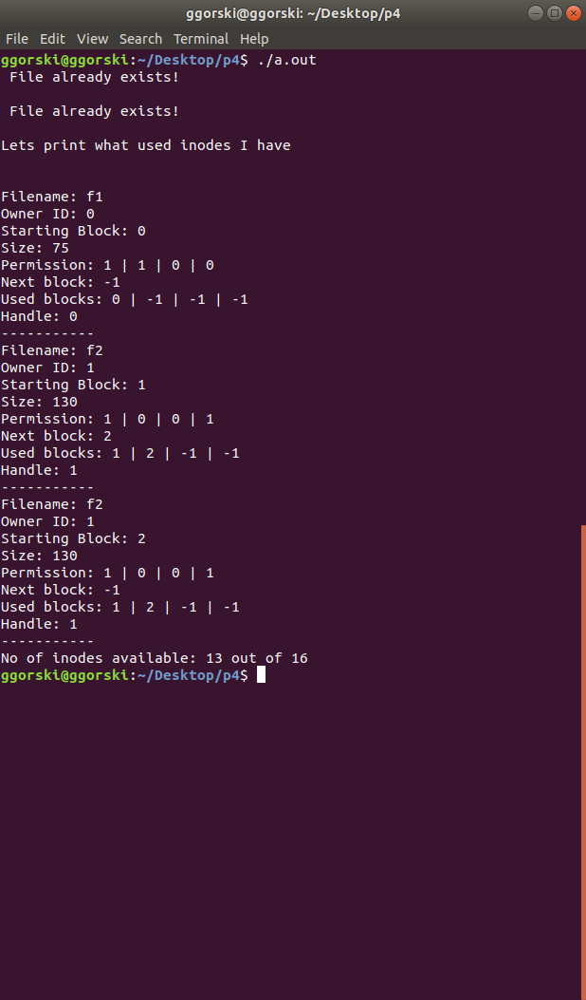 ggorski@ggorski: ~/Desktop/p4
File Edit View Search Terminal Help
ggorski@ggorski:~/Desktop/p4$ ./a.out
File already exists!
File already exists!
Lets print what used inodes I have
Filename: f1
Owner ID: 0
Starting Block: 0
Size: 75
Permission: 1 | 1 | 0 | 0
Next block: -1
Used blocks: 0 | -1 | -1 | -1
Handle: 0
-----------
Filename: f2
Owner ID: 1
Starting Block: 1
Size: 130
Permission: 1 | 0 | 0 | 1
Next block: 2
Used blocks: 1 | 2 | -1 | -1
Handle: 1
-----------
Filename: f2
Owner ID: 1
Starting Block: 2
Size: 130
Permission: 1 | 0 | 0 | 1
Next block: -1
Used blocks: 1 | 2 | -1 | -1
Handle: 1
-----------
No of inodes available: 13 out of 16
ggorski@ggorski:~/Desktop/p4$